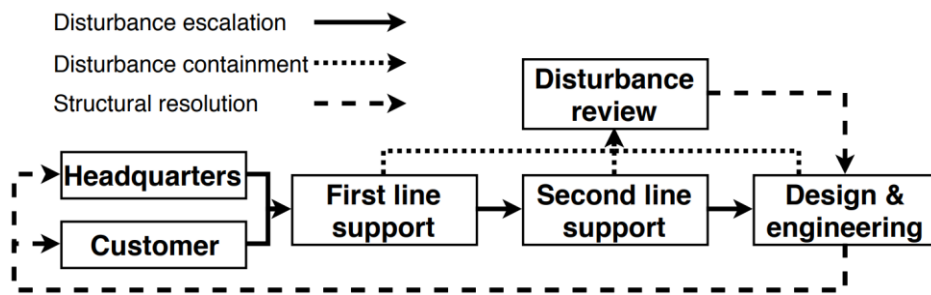 Disturbance escalation
Disturbance containment
Structural resolution
Disturbance
review
Headquarters
Customer
First line
support
Second line
support
Design &
engineering